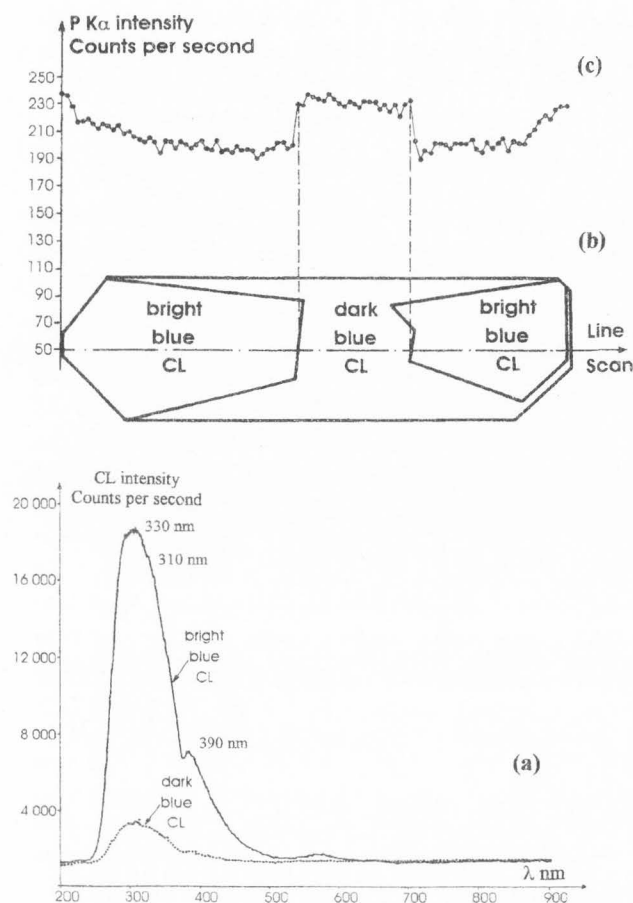 P Kα intensity
Counts per second
(c)
250
230
210
190
170
150
130
110
90
70
50
(b)
bright
blue
CL
dark
blue
CL
bright
blue
CL
Line
Scan
CL intensity
Counts per second
20 000
16 000
12 000
8 000
4 000
330 nm
310 nm
bright
blue
CL
390 nm
(a)
dark
blue
CL
λ nm
200
300
400
500
600
700
800
900